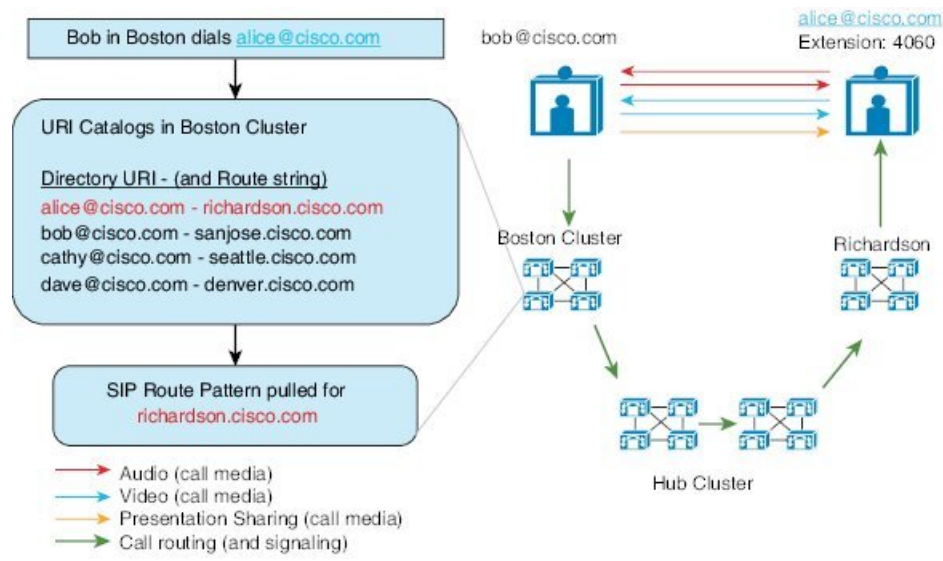 Bob in Boston dials alice@cisco.com
URI Catalogs in Boston Cluster
Directory URI - (and Route string)
alice@cisco.com - richardson.cisco.com
bob@cisco.com - sanjose.cisco.com
cathy@cisco.com - seattle.cisco.com
dave@cisco.com - denver.cisco.com
SIP Route Pattern pulled for
richardson.cisco.com
Audio (call media)
Video (call media)
Presentation Sharing (call media)
Call routing (and signaling)
bob@cisco.com
alice@cisco.com
Extension: 4060
Boston Cluster
Richardson
Hub Cluster